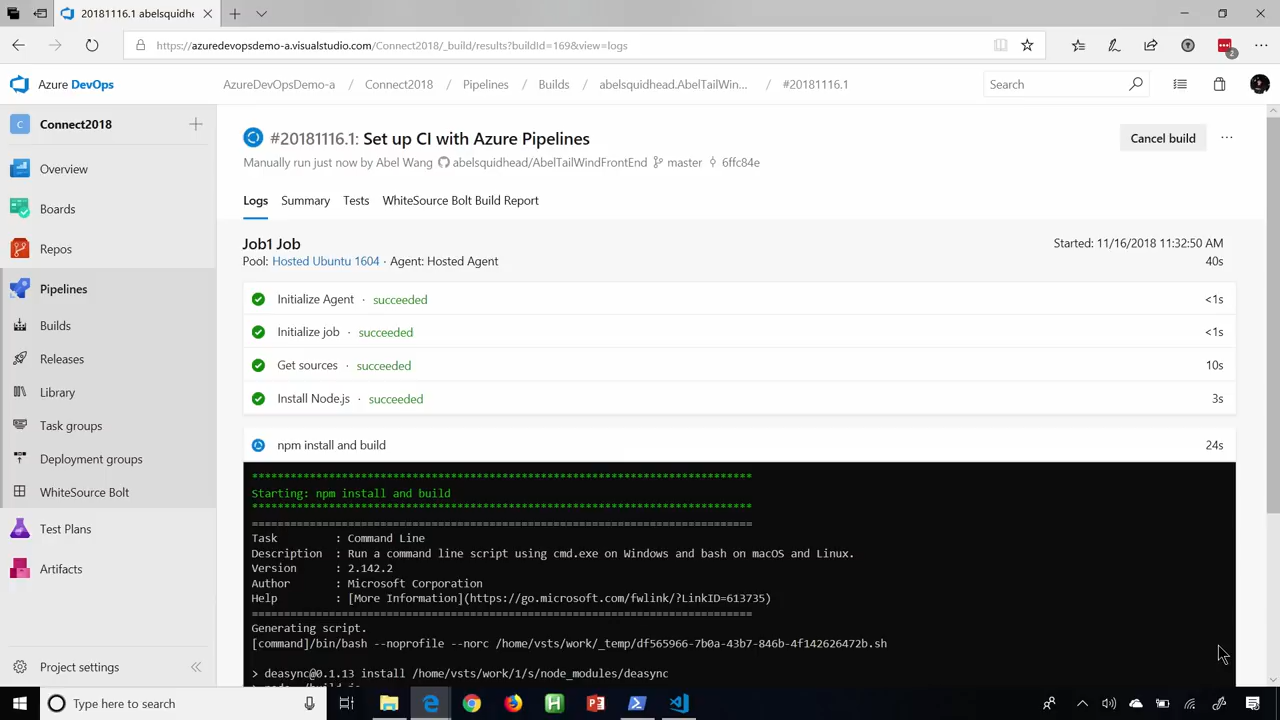 20181116.1 abelsquidhe
https://azuredevopsdemo-a.visualstudio.com/Connect2018/_build/results?buildId=169&view=logs
2
Azure DevOps
AzureDevOpsDemo-a / Connect2018 / Pipelines / Builds / abelsquidhead.AbelTailWin... / #20181116.1
Search
C Connect2018
Overview
Boards
Repos
Pipelines
Builds
Releases
Library
Task groups
Deployment groups
WhiteSource Bolt
Test Plans
Artifacts
Project settings
#20181116.1: Set up CI with Azure Pipelines
Cancel build
Manually run just now by Abel Wang abelsquidhead/AbelTailWindFrontEnd master 6ffc84e
Logs Summary Tests WhiteSource Bolt Build Report
Job1 Job
Started: 11/16/2018 11:32:50 AM
Pool: Hosted Ubuntu 1604 · Agent: Hosted Agent
40s
Initialize Agent · succeeded <1s
Initialize job · succeeded <1s
Get sources · succeeded 10s
Install Node.js · succeeded 3s
npm install and build 24s
******************************************************************************
Starting: npm install and build
******************************************************************************
==============================================================================
Task : Command Line
Description : Run a command line script using cmd.exe on Windows and bash on macOS and Linux.
Version : 2.142.2
Author : Microsoft Corporation
Help : [More Information](https://go.microsoft.com/fwlink/?LinkID=613735)
==============================================================================
Generating script.
[command]/bin/bash --noprofile --norc /home/vsts/work/_temp/df565966-7b0a-43b7-846b-4f142626472b.sh
> deasync@0.1.13 install /home/vsts/work/1/s/node_modules/deasync
> node ./build.js
Type here to search